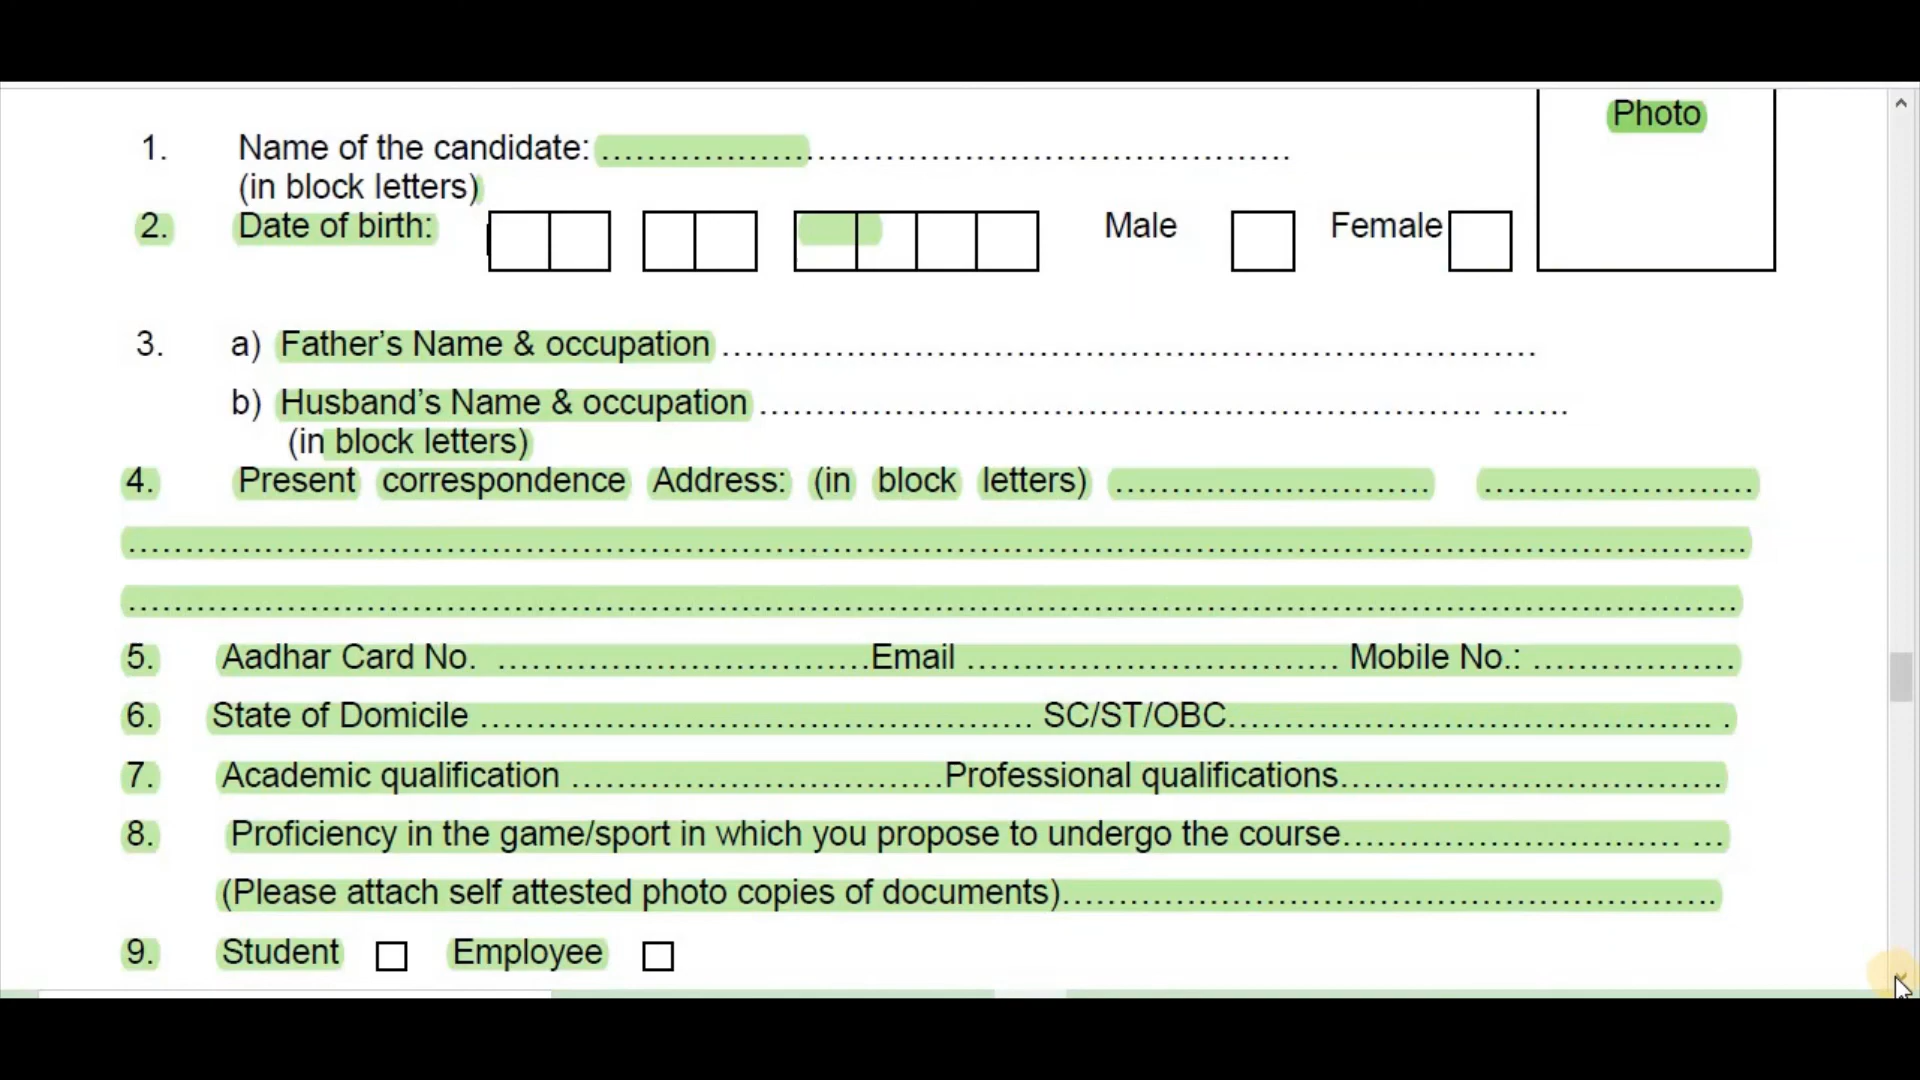 Photo
1. Name of the candidate: ........................................................
(in block letters)
2. Date of birth: Male Female
3. a) Father’s Name & occupation ........................................................
b) Husband’s Name & occupation ........................................................ .......
(in block letters)
4. Present correspondence Address: (in block letters) ............................ ........................
........................................................................................................................
........................................................................................................................
5. Aadhar Card No. ................................Email ................................ Mobile No.: ..................
6. State of Domicile ................................................ SC/ST/OBC.......................................... .
7. Academic qualification ................................Professional qualifications.................................
8. Proficiency in the game/sport in which you propose to undergo the course............................. ...
(Please attach self attested photo copies of documents)........................................................
9. Student Employee